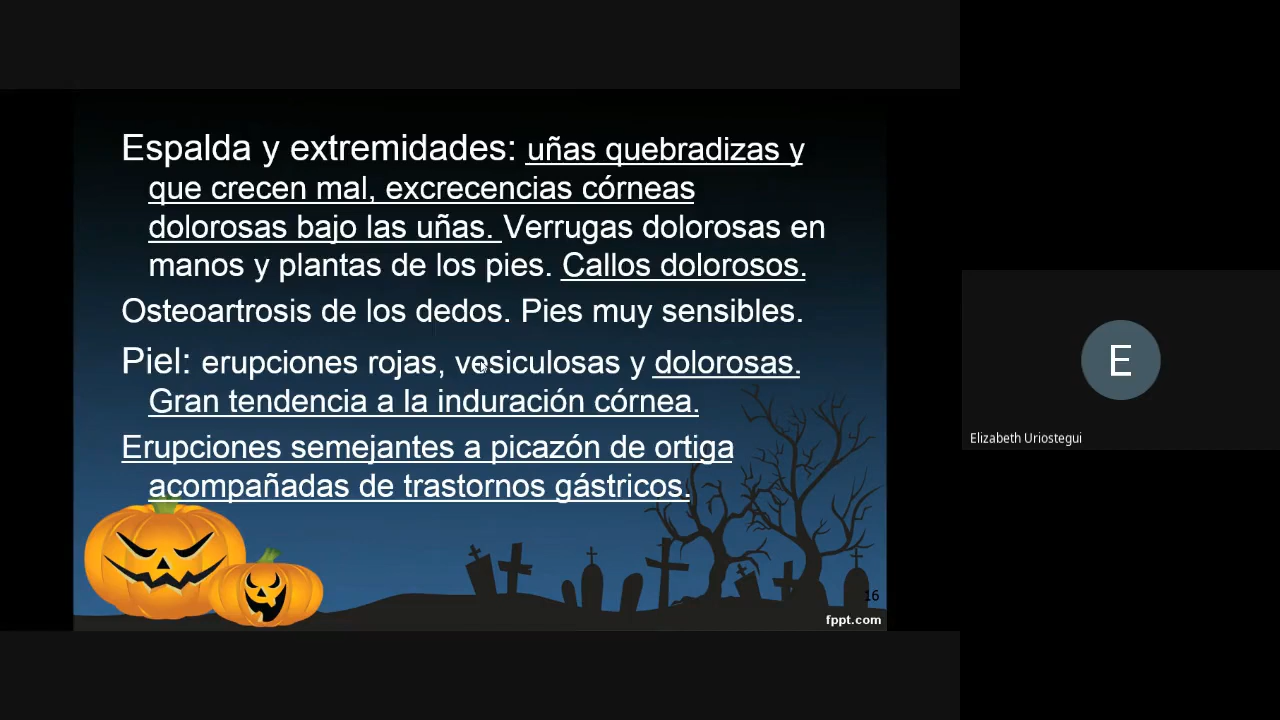 Espalda y extremidades: uñas quebradizas y
que crecen mal, excrecencias córneas
dolorosas bajo las uñas. Verrugas dolorosas en
manos y plantas de los pies. Callos dolorosos.
Osteoartrosis de los dedos. Pies muy sensibles.
Piel: erupciones rojas, vesiculosas y dolorosas.
Gran tendencia a la induración córnea.
Erupciones semejantes a picazón de ortiga
acompañadas de trastornos gástricos.
16
fppt.com
E
Elizabeth Uriostegui